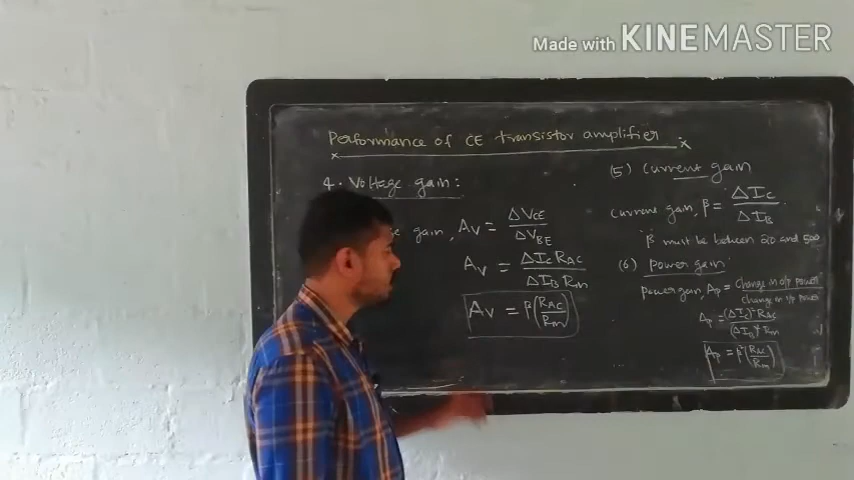 Made with KINEMASTER
Performance of CE transistor amplifier
4. Voltage gain:
gain, Av = ΔVCE / ΔVBE
Av = ΔIc RAC / ΔIB Rin
Av = β (RAC / Rin)
(5) Current gain
Current gain, β = ΔIc / ΔIB
'β' must be between 20 and 500
(6) Power gain:
Power gain, Ap = Change in o/p power / Change in i/p power
Ap = (ΔIc)² RAC / (ΔIB)² Rin
Ap = β² (RAC / Rin)